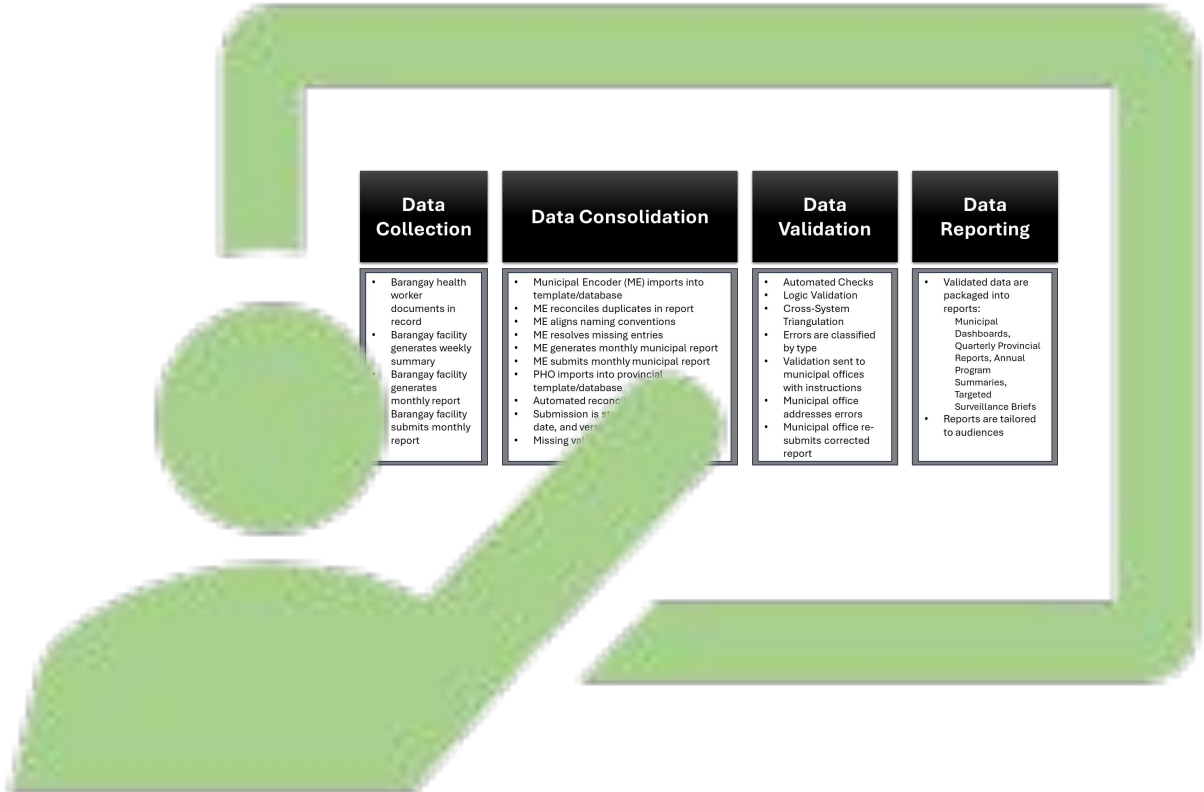 Data
Collection
• Barangay health
worker
documents in
record
• Barangay facility
generates weekly
summary
• Barangay facility
generates
monthly report
Barangay facility
submits monthly
report
Data Consolidation
• Municipal Encoder (ME) imports into
template/database
• ME reconciles duplicates in report
• ME aligns naming conventions
• ME resolves missing entries
• ME generates monthly municipal report
• ME submits monthly municipal report
• PHO imports into provincial
template/database
• Automated
• Submission is
date, and
• Missing
Data
Validation
• Automated Checks
• Logic Validation
• Cross-System
Triangulation
• Errors are classified
by type
• Validation sent to
municipal offices
with instructions
• Municipal office
addresses errors
• Municipal office re-
submits corrected
report
Data
Reporting
• Validated data are
packaged into
reports:
Municipal
Dashboards,
Quarterly Provincial
Reports, Annual
Program
Summaries,
Targeted
Surveillance Briefs
• Reports are tailored
to audiences